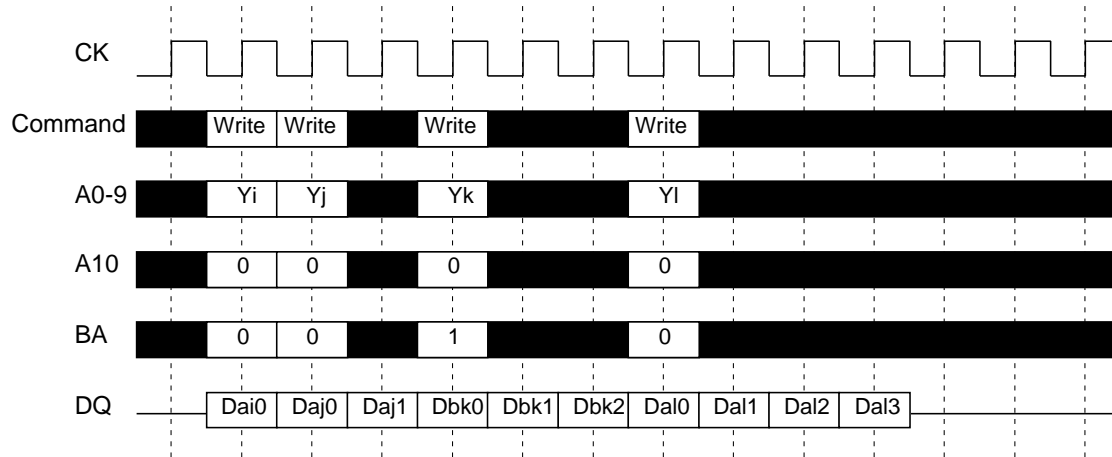 CK
Command Write Write Write Write
A0-9 Yi Yj Yk Yl
A10 0 0 0 0
BA 0 0 1 0
DQ Dai0 Daj0 Daj1 Dbk0 Dbk1 Dbk2 Dal0 Dal1 Dal2 Dal3